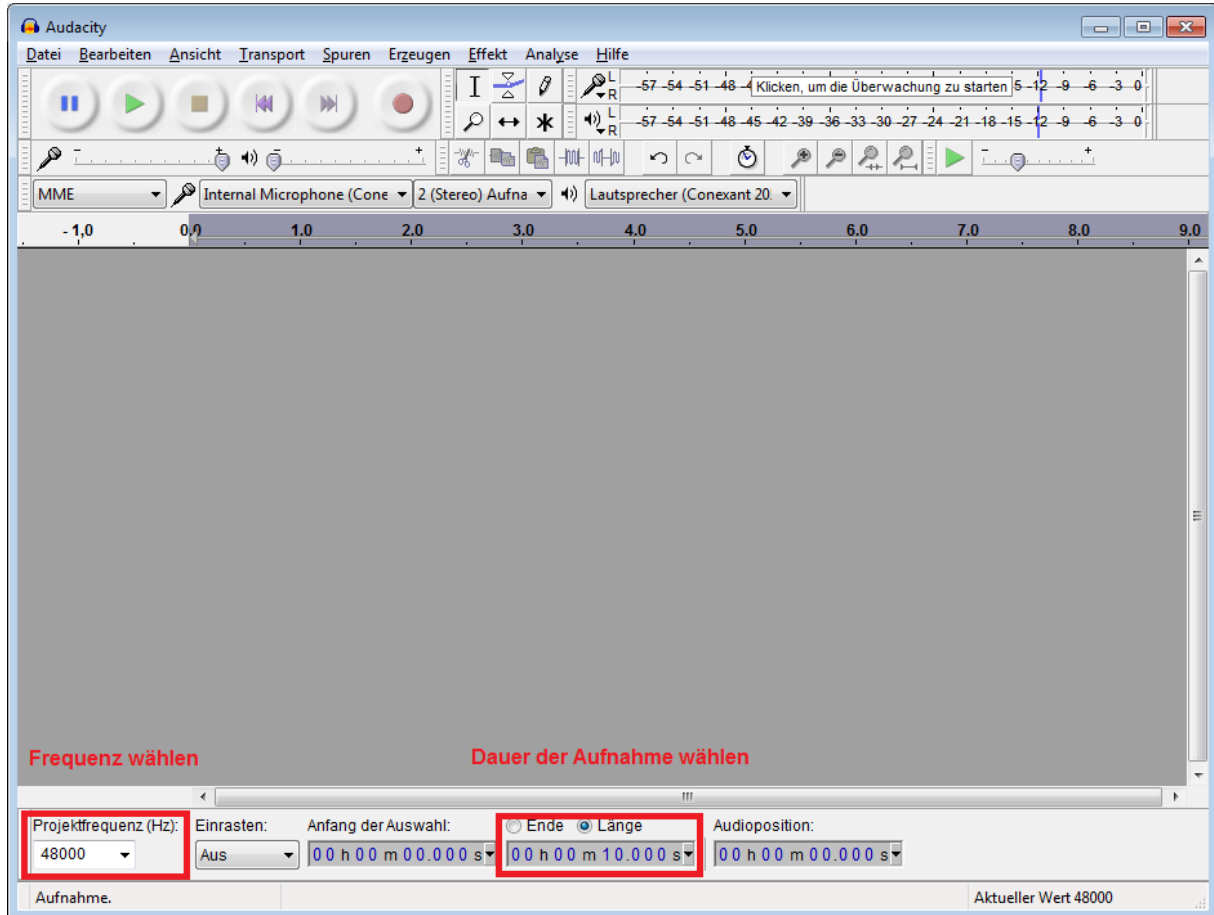 Audacity
Datei Bearbeiten Ansicht Transport Spuren Erzeugen Effekt Analyse Hilfe
L R -57 -54 -51 -48 -4 Klicken, um die Überwachung zu starten 5 -12 -9 -6 -3 0
L R -57 -54 -51 -48 -45 -42 -39 -36 -33 -30 -27 -24 -21 -18 -15 -12 -9 -6 -3 0
- + - + - +
MME Internal Microphone (Cone 2 (Stereo) Aufna Lautsprecher (Conexant 20.
- 1,0 0,0 1.0 2.0 3.0 4.0 5.0 6.0 7.0 8.0 9.0
Frequenz wählen Dauer der Aufnahme wählen
Projektfrequenz (Hz): Einrasten: Anfang der Auswahl: Ende Länge Audioposition:
48000 Aus 00 h 00 m 00.000 s 00 h 00 m 10.000 s 00 h 00 m 00.000 s
Aufnahme. Aktueller Wert 48000